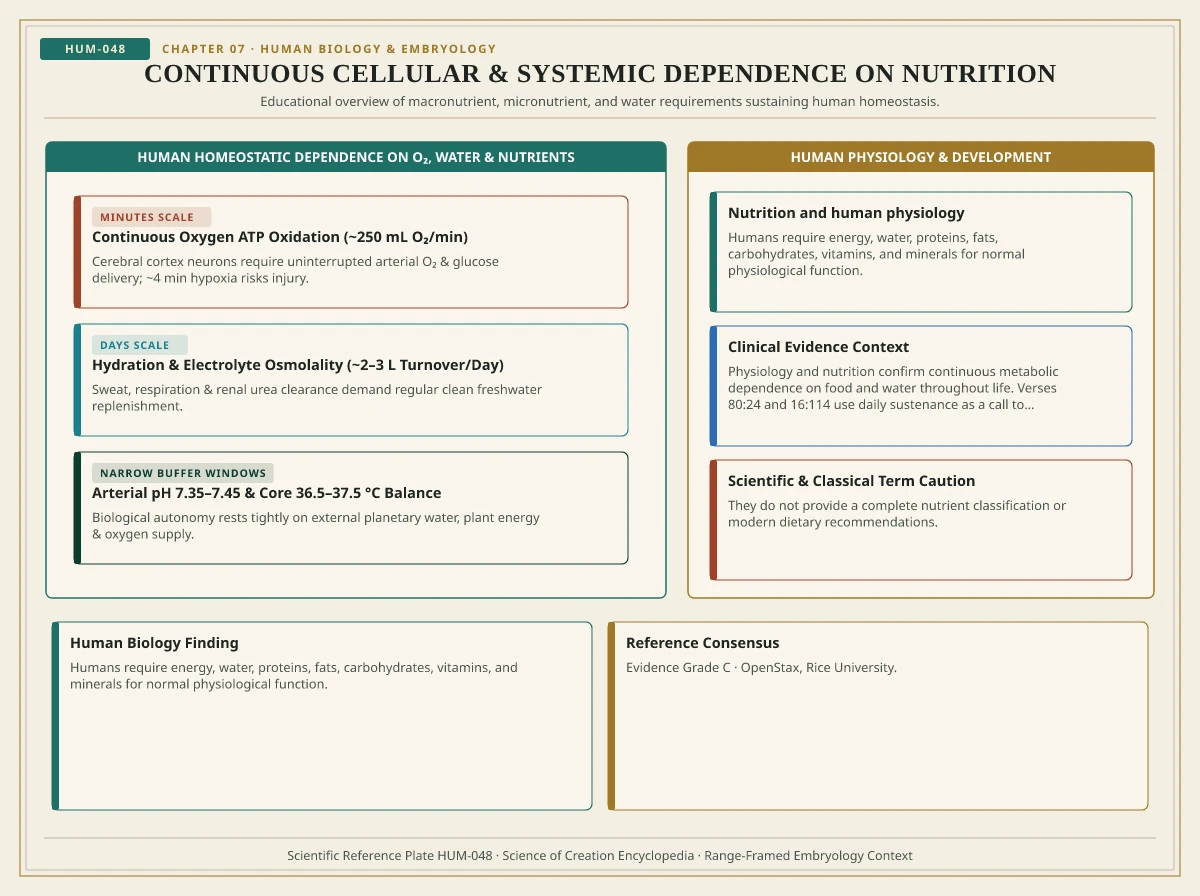 HUM-048
CHAPTER 07 · HUMAN BIOLOGY & EMBRYOLOGY
CONTINUOUS CELLULAR & SYSTEMIC DEPENDENCE ON NUTRITION
Educational overview of macronutrient, micronutrient, and water requirements sustaining human homeostasis.
HUMAN HOMEOSTATIC DEPENDENCE ON O₂, WATER & NUTRIENTS
MINUTES SCALE
Continuous Oxygen ATP Oxidation (~250 mL O₂/min)
Cerebral cortex neurons require uninterrupted arterial O₂ & glucose
delivery; ~4 min hypoxia risks injury.
DAYS SCALE
Hydration & Electrolyte Osmolality (~2–3 L Turnover/Day)
Sweat, respiration & renal urea clearance demand regular clean freshwater
replenishment.
NARROW BUFFER WINDOWS
Arterial pH 7.35–7.45 & Core 36.5–37.5 °C Balance
Biological autonomy rests tightly on external planetary water, plant energy
& oxygen supply.
HUMAN PHYSIOLOGY & DEVELOPMENT
Nutrition and human physiology
Humans require energy, water, proteins, fats,
carbohydrates, vitamins, and minerals for normal
physiological function.
Clinical Evidence Context
Physiology and nutrition confirm continuous metabolic
dependence on food and water throughout life. Verses
80:24 and 16:114 use daily sustenance as a call to...
Scientific & Classical Term Caution
They do not provide a complete nutrient classification or
modern dietary recommendations.
Human Biology Finding
Humans require energy, water, proteins, fats, carbohydrates, vitamins, and
minerals for normal physiological function.
Reference Consensus
Evidence Grade C · OpenStax, Rice University.
Scientific Reference Plate HUM-048 · Science of Creation Encyclopedia · Range-Framed Embryology Context